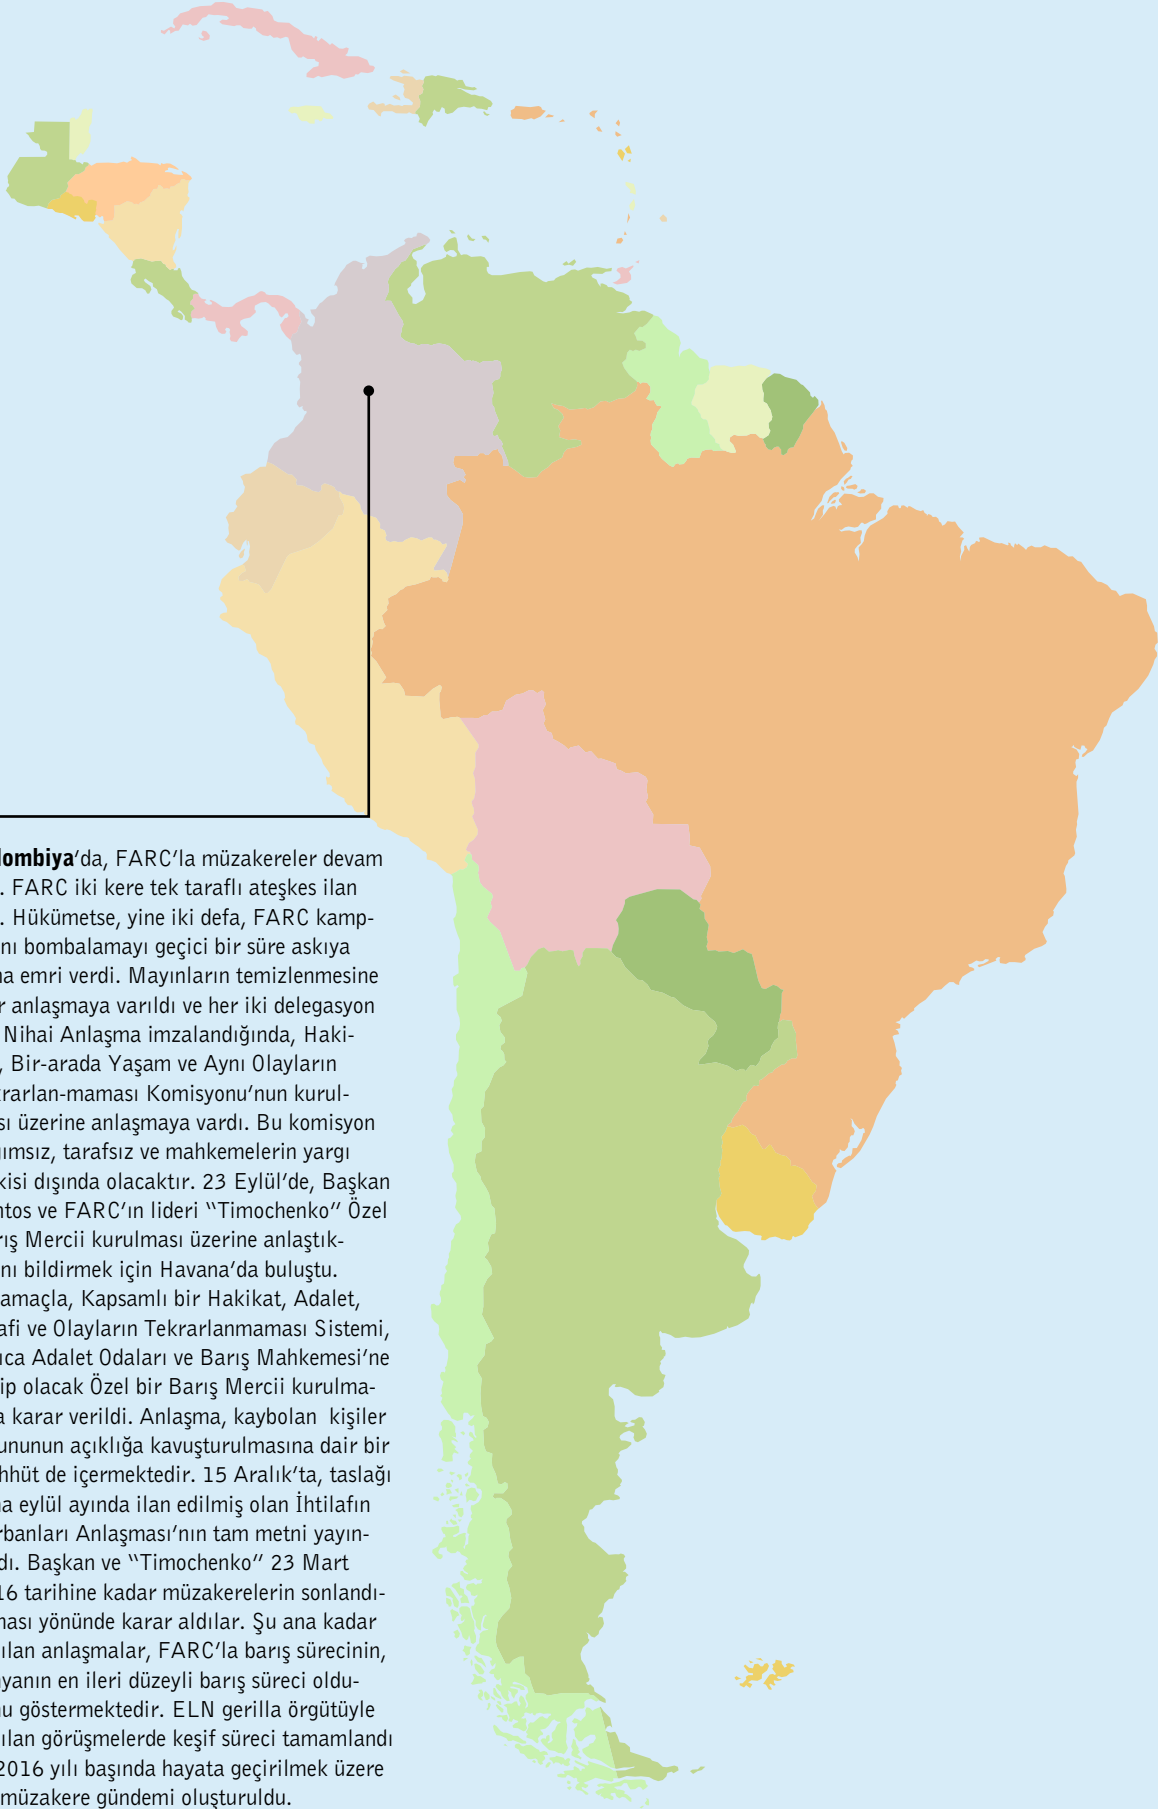 lombiya’da, FARC’la müzakereler devam
. FARC iki kere tek taraflı ateşkes ilan
. Hükümetse, yine iki defa, FARC kamp-
nı bombalamayı geçici bir süre askıya
ma emri verdi. Mayınların temizlenmesine
r anlaşmaya varıldı ve her iki delegasyon
Nihai Anlaşma imzalandığında, Haki-
, Bir-arada Yaşam ve Aynı Olayların
krarlan-maması Komisyonu’nun kurul-
sı üzerine anlaşmaya vardı. Bu komisyon
ğımsız, tarafsız ve mahkemelerin yargı
kisi dışında olacaktır. 23 Eylül’de, Başkan
ntos ve FARC’ın lideri “Timochenko” Özel
rış Mercii kurulması üzerine anlaştık-
nı bildirmek için Havana’da buluştu.
amaçla, Kapsamlı bir Hakikat, Adalet,
afi ve Olayların Tekrarlanmaması Sistemi,
ıca Adalet Odaları ve Barış Mahkemesi’ne
ip olacak Özel bir Barış Mercii kurulma-
a karar verildi. Anlaşma, kaybolan kişiler
ununun açıklığa kavuşturulmasına dair bir
hhüt de içermektedir. 15 Aralık’ta, taslağı
ha eylül ayında ilan edilmiş olan İhtilafın
rbanları Anlaşması’nın tam metni yayın-
dı. Başkan ve “Timochenko” 23 Mart
16 tarihine kadar müzakerelerin sonlandı-
ması yönünde karar aldılar. Şu ana kadar
ılan anlaşmalar, FARC’la barış sürecinin,
nyanın en ileri düzeyli barış süreci oldu-
nu göstermektedir. ELN gerilla örgütüyle
ılan görüşmelerde keşif süreci tamamlandı
2016 yılı başında hayata geçirilmek üzere
müzakere gündemi oluşturuldu.